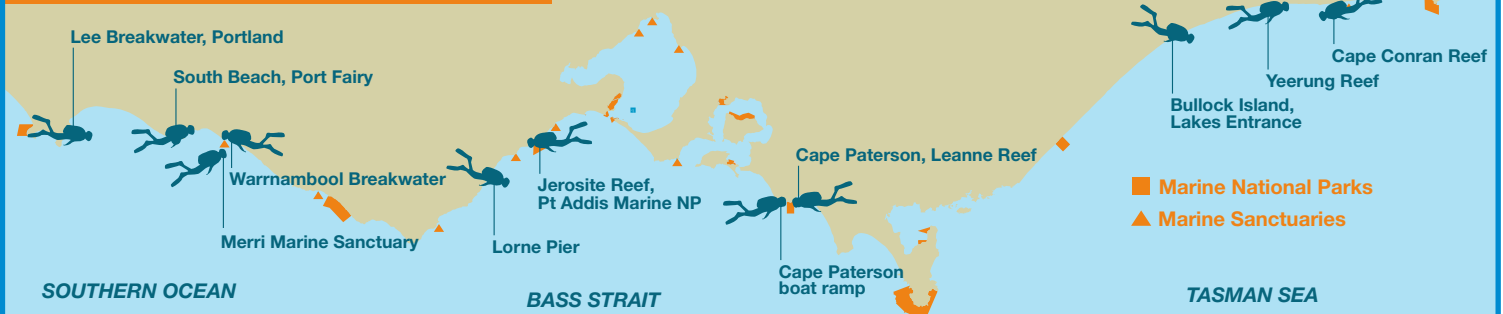 Lee Breakwater, Portland
South Beach, Port Fairy
Warrnambool Breakwater
Merri Marine Sanctuary
Lorne Pier
Jerosite Reef,
Pt Addis Marine NP
Cape Paterson, Leanne Reef
Cape Paterson
boat ramp
Bullock Island,
Lakes Entrance
Yeerung Reef
Cape Conran Reef
Marine National Parks
Marine Sanctuaries
SOUTHERN OCEAN
BASS STRAIT
TASMAN SEA